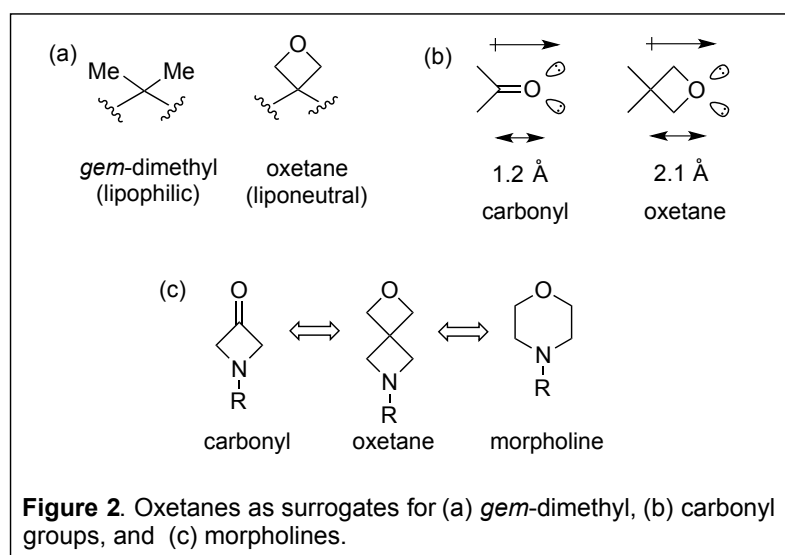 (a)
Me Me
O
gem-dimethyl
(lipophilic)
oxetane
(liponeutral)
(b)
O
O
1.2 Å
2.1 Å
carbonyl
oxetane
(c)
O
N
R
carbonyl
O
N
R
oxetane
O
N
R
morpholine
Figure 2. Oxetanes as surrogates for (a) gem-dimethyl, (b) carbonyl
groups, and (c) morpholines.